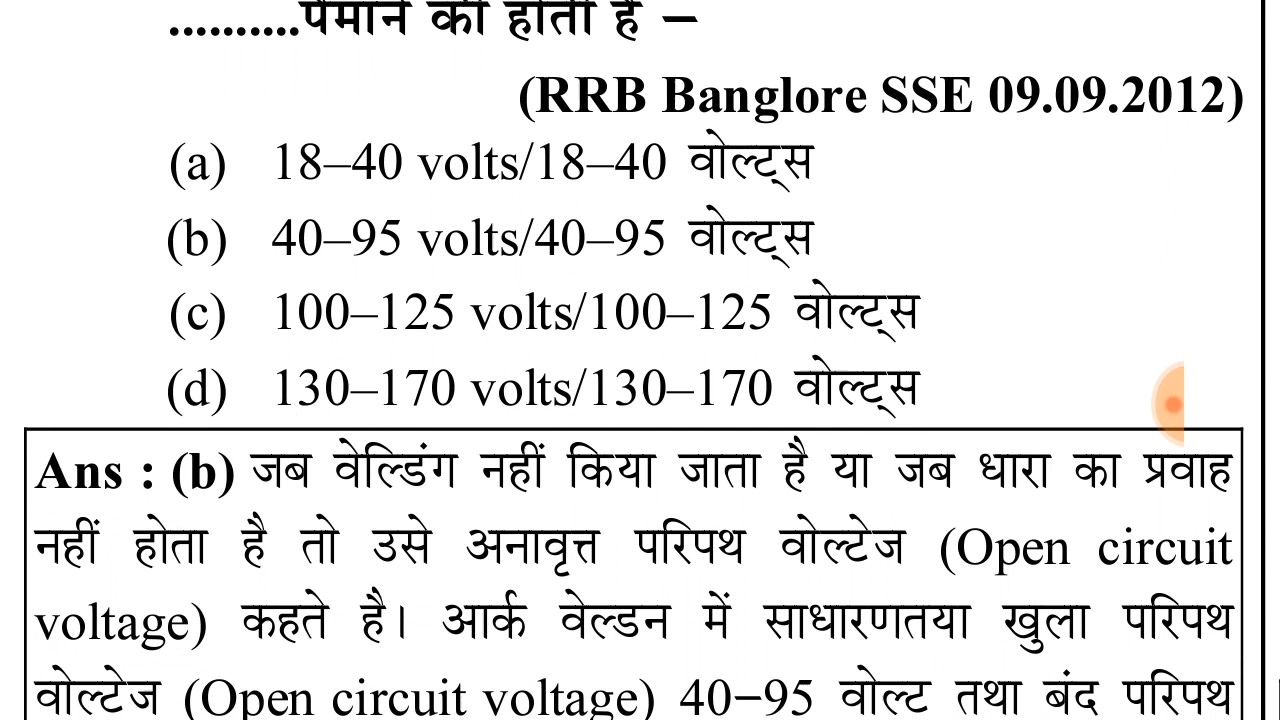 ..........पैमाने की होती है –
(RRB Banglore SSE 09.09.2012)
(a) 18–40 volts/18–40 वोल्ट्स
(b) 40–95 volts/40–95 वोल्ट्स
(c) 100–125 volts/100–125 वोल्ट्स
(d) 130–170 volts/130–170 वोल्ट्स
Ans : (b) जब वेल्डिंग नहीं किया जाता है या जब धारा का प्रवाह
नहीं होता है तो उसे अनावृत्त परिपथ वोल्टेज (Open circuit
voltage) कहते है। आर्क वेल्डन में साधारणतया खुला परिपथ
वोल्टेज (Open circuit voltage) 40–95 वोल्ट तथा बंद परिपथ